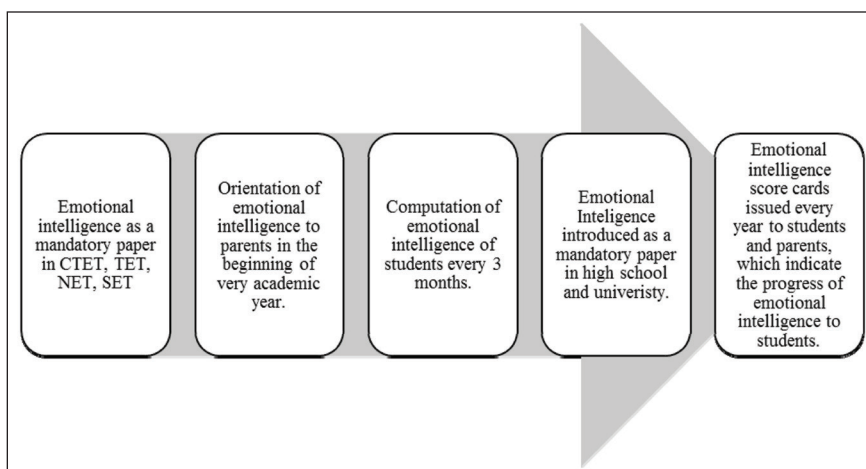 Emotional
intelligence as a
mandatory paper
in CTET, TET,
NET, SET
Orientation of
emotional
intelligence to
parents in the
beginning of
very academic
year.
Computation of
emotional
intelligence of
students every 3
months.
Emotional
Inteligence
introduced as a
mandatory paper
in high school
and univeristy.
Emotional
intelligence
score cards
issued every
year to students
and parents,
which indicate
the progress of
emotional
intelligence to
students.